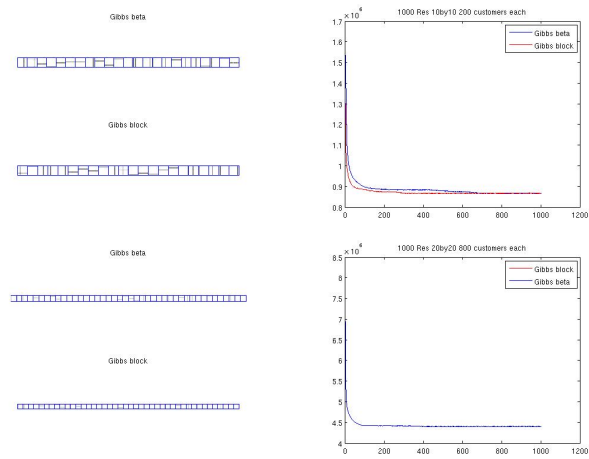 Gibbs beta
Gibbs block
1000 Res 10by10 200 customers each
× 10⁴
1.7
1.6
1.5
1.4
1.3
1.2
1.1
1
0.9
0.8
0 200 400 600 800 1000 1200
Gibbs beta
Gibbs block
Gibbs beta
Gibbs block
1000 Res 20by20 800 customers each
× 10⁴
8.5
8
7.5
7
6.5
6
5.5
5
4.5
4
0 200 400 600 800 1000 1200
Gibbs block
Gibbs beta